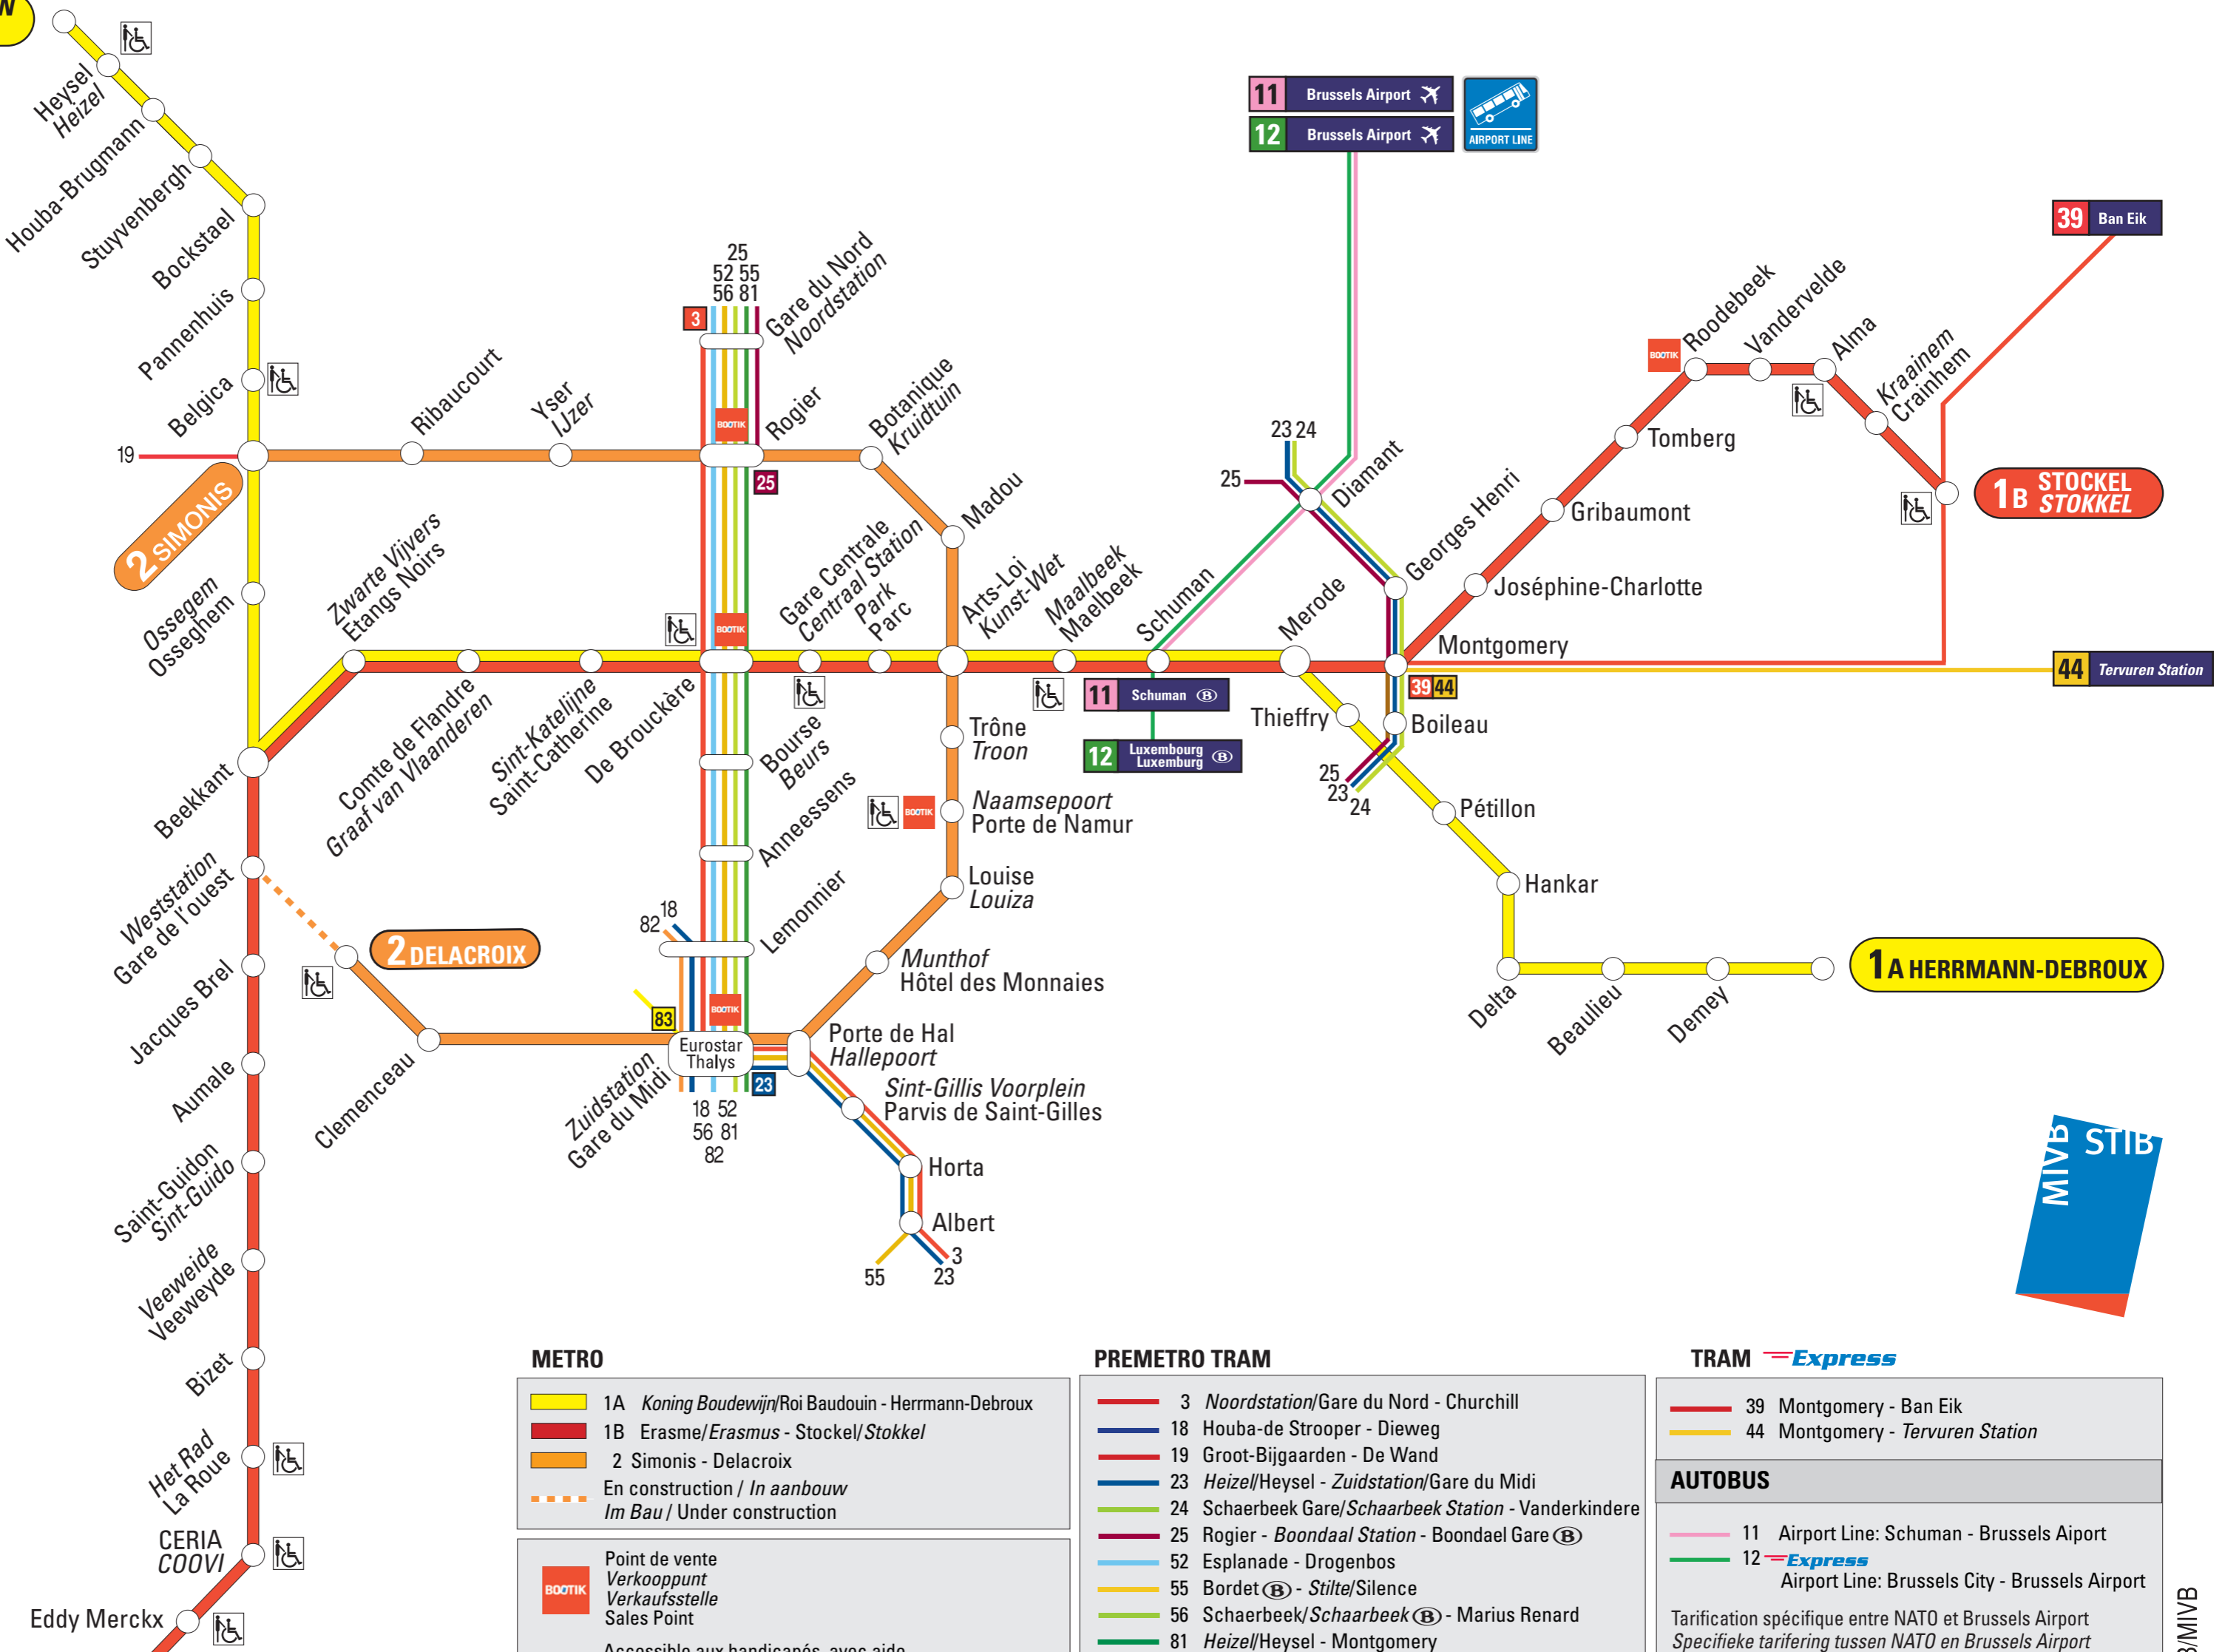 Heysel
Heizel
Houba-Brugmann
Stuyvenbergh
Bockstael
Pannenhuis
Belgica
19
2 SIMONIS
Ossegem
Osseghem
Beekkant
Weststation
Gare de l'ouest
Jacques Brel
Aumale
Saint-Guidon
Sint-Guido
Veeweide
Veeweyde
Bizet
Het Rad
La Roue
CERIA
COOVI
Eddy Merckx
Ribaucourt
Yser
IJzer
25
52 55
56 81
3
Gare du Nord
Noordstation
BOOTIK
Rogier
25
Botanique
Kruidtuin
Madou
Zwarte Vijvers
Etangs Noirs
Comte de Flandre
Graaf van Vlaanderen
Sint-Katelijne
Saint-Catherine
De Brouckère
BOOTIK
Gare Centrale
Centraal Station
Park
Parc
Arts-Loi
Kunst-Wet
Maalbeek
Maelbeek
Schuman
Merode
Bourse
Beurs
Anneessens
Lemonnier
82 18
83
BOOTIK
Eurostar
Thalys
Zuidstation
Gare du Midi
23
18 52
56 81
82
2 DELACROIX
Clemenceau
Trône
Troon
BOOTIK
Naamsepoort
Porte de Namur
Louise
Louiza
Munthof
Hôtel des Monnaies
Porte de Hal
Hallepoort
Sint-Gillis Voorplein
Parvis de Saint-Gilles
Horta
Albert
55
3
23
11 Brussels Airport
12 Brussels Airport
AIRPORT LINE
23 24
25
Diamant
Georges Henri
11 Schuman B
12 Luxembourg
Luxemburg B
Montgomery
39 44
Boileau
Thieffry
25
23 24
Pétillon
Hankar
Delta
Beaulieu
Demey
1A HERRMANN-DEBROUX
Joséphine-Charlotte
Gribaumont
Tomberg
BOOTIK
Roodebeek
Vandervelde
Alma
Kraainem
Crainhem
1B STOCKEL
STOKKEL
39 Ban Eik
44 Tervuren Station
MIVB STIB
METRO
1A Koning Boudewijn/Roi Baudouin - Herrmann-Debroux
1B Erasme/Erasmus - Stockel/Stokkel
2 Simonis - Delacroix
En construction / In aanbouw
Im Bau / Under construction
BOOTIK
Point de vente
Verkooppunt
Verkaufsstelle
Sales Point
Accessible aux handicapés, avec aide
PREMETRO TRAM
3 Noordstation/Gare du Nord - Churchill
18 Houba-de Strooper - Dieweg
19 Groot-Bijgaarden - De Wand
23 Heizel/Heysel - Zuidstation/Gare du Midi
24 Schaerbeek Gare/Schaarbeek Station - Vanderkindere
25 Rogier - Boondaal Station - Boondael Gare B
52 Esplanade - Drogenbos
55 Bordet B - Stilte/Silence
56 Schaerbeek/Schaarbeek B - Marius Renard
81 Heizel/Heysel - Montgomery
TRAM Express
39 Montgomery - Ban Eik
44 Montgomery - Tervuren Station
AUTOBUS
11 Airport Line: Schuman - Brussels Aiport
12 Express
Airport Line: Brussels City - Brussels Airport
Tarification spécifique entre NATO et Brussels Airport
Specifieke tarifering tussen NATO en Brussels Airport